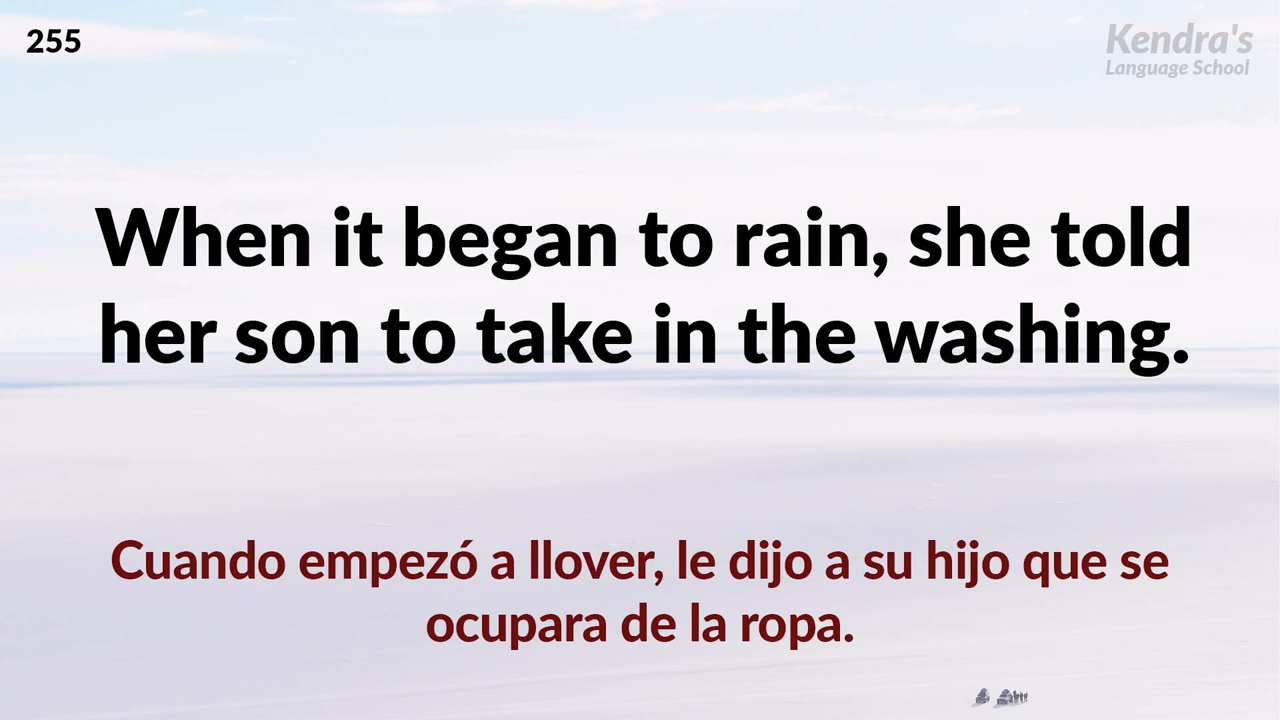 255
Kendra's
Language School
When it began to rain, she told
her son to take in the washing.
Cuando empezó a llover, le dijo a su hijo que se
ocupara de la ropa.